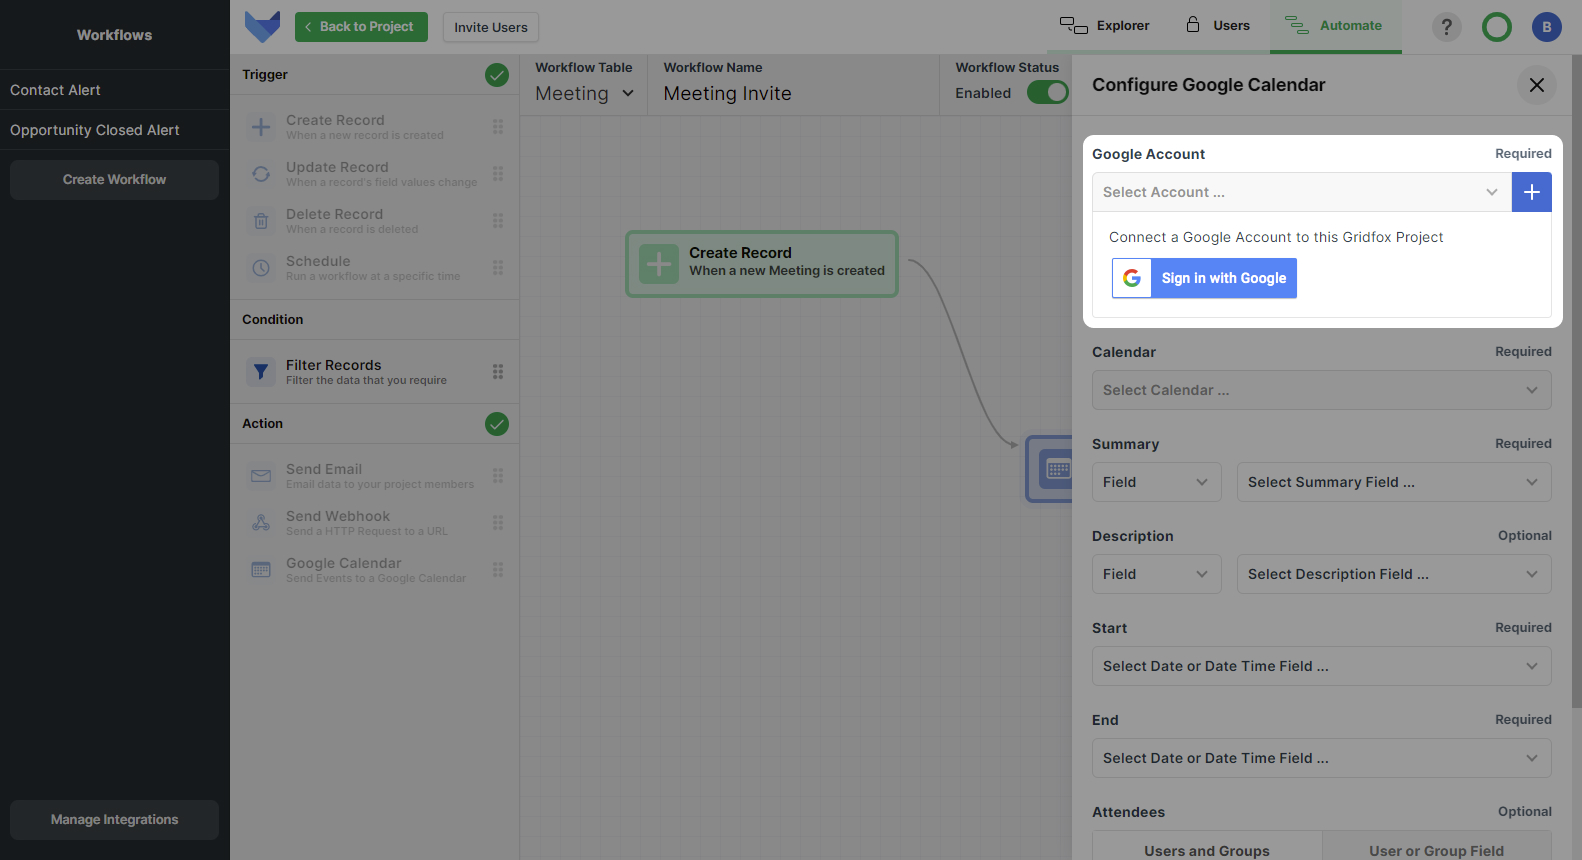 Workflows
Contact Alert
Opportunity Closed Alert
Create Workflow
Manage Integrations
Back to Project
Invite Users
Explorer
Users
Automate
?
B
Trigger
Create Record
When a new record is created
Update Record
When a record's field values change
Delete Record
When a record is deleted
Schedule
Run a workflow at a specific time
Condition
Filter Records
Filter the data that you require
Action
Send Email
Email data to your project members
Send Webhook
Send a HTTP Request to a URL
Google Calendar
Send Events to a Google Calendar
Workflow Table
Meeting
Workflow Name
Meeting Invite
Workflow Status
Enabled
Create Record
When a new Meeting is created
Configure Google Calendar
Google Account
Required
Select Account ...
Connect a Google Account to this Gridfox Project
Sign in with Google
Calendar
Required
Select Calendar ...
Summary
Required
Field
Select Summary Field ...
Description
Optional
Field
Select Description Field ...
Start
Required
Select Date or Date Time Field ...
End
Required
Select Date or Date Time Field ...
Attendees
Optional
Users and Groups
User or Group Field